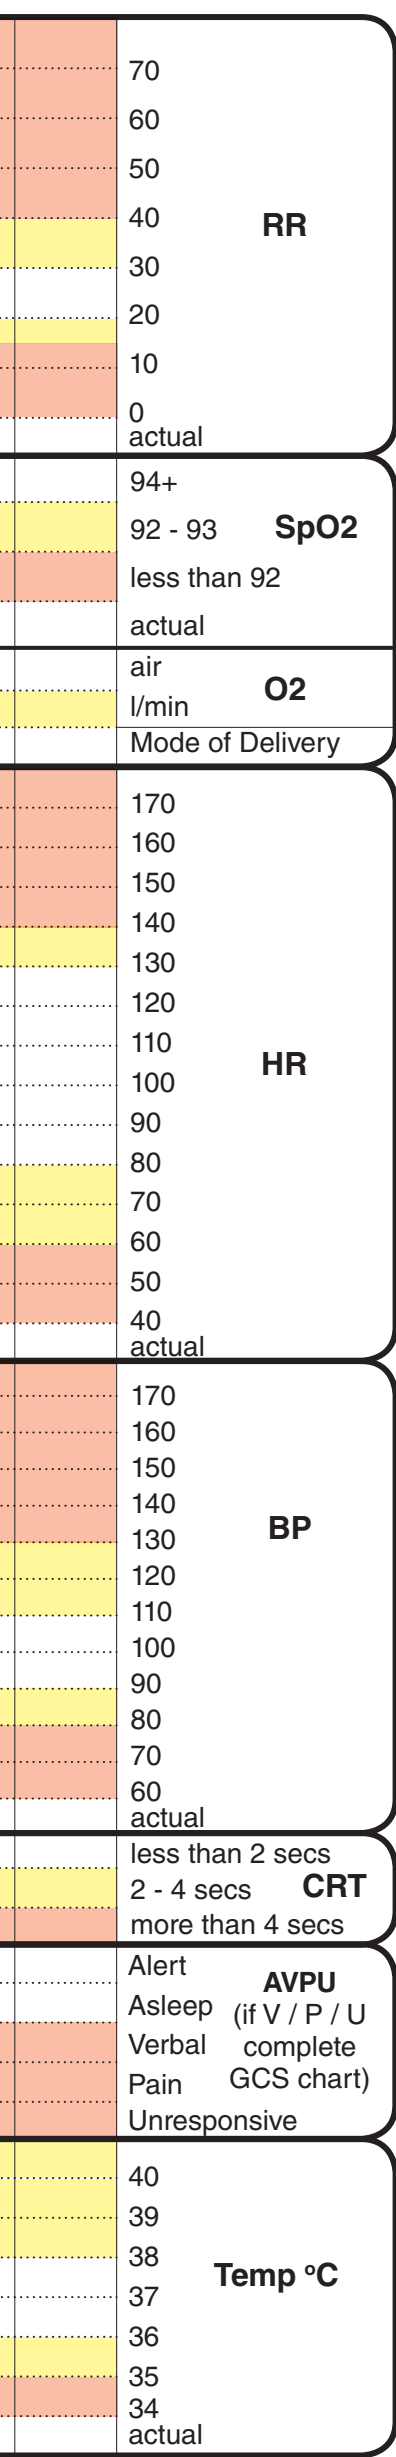 70
60
50
40
RR
30
20
10
0
actual
94+
92 - 93 SpO2
less than 92
actual
air
O2
l/min
Mode of Delivery
170
160
150
140
130
120
110
HR
100
90
80
70
60
50
40
actual
170
160
150
140
BP
130
120
110
100
90
80
70
60
actual
less than 2 secs
2 - 4 secs CRT
more than 4 secs
Alert
AVPU
Asleep (if V / P / U
Verbal complete
Pain GCS chart)
Unresponsive
40
39
38
Temp ºC
37
36
35
34
actual